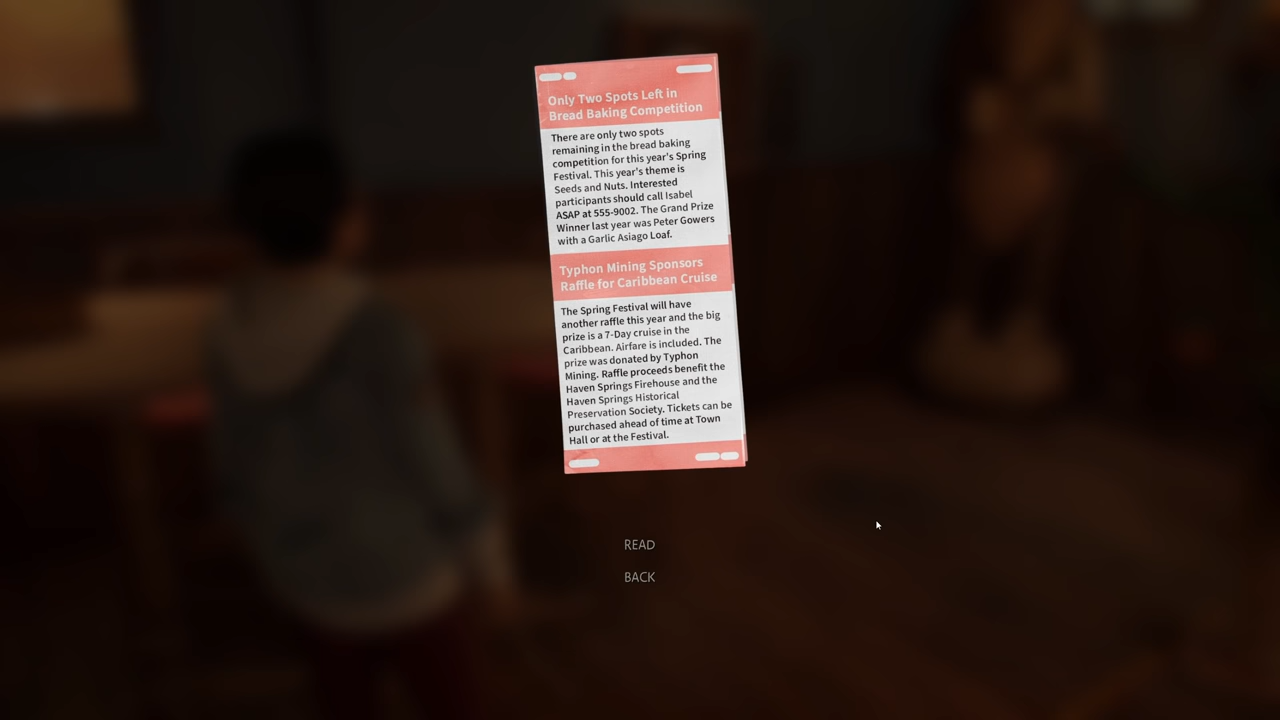 Only Two Spots Left in
Bread Baking Competition
There are only two spots
remaining in the bread baking
competition for this year's Spring
Festival. This year's theme is
Seeds and Nuts. Interested
participants should call Isabel
ASAP at 555-9002. The Grand Prize
Winner last year was Peter Gowers
with a Garlic Asiago Loaf.
Typhon Mining Sponsors
Raffle for Caribbean Cruise
The Spring Festival will have
another raffle this year and the big
prize is a 7-Day cruise in the
Caribbean. Airfare is included. The
prize was donated by Typhon
Mining. Raffle proceeds benefit the
Haven Springs Firehouse and the
Haven Springs Historical
Preservation Society. Tickets can be
purchased ahead of time at Town
Hall or at the Festival.
READ
BACK